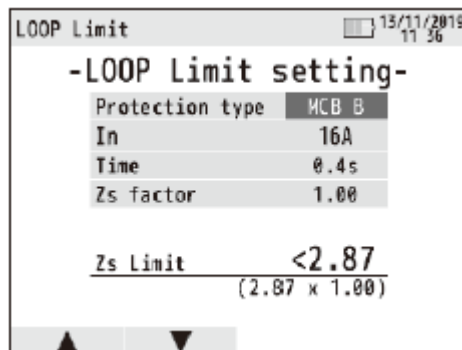 LOOP Limit 13/11/2019
11 36
-LOOP Limit setting-
Protection type MCB B
In 16A
Time 0.4s
Zs factor 1.00
Zs Limit <2.87
(2.87 x 1.00)